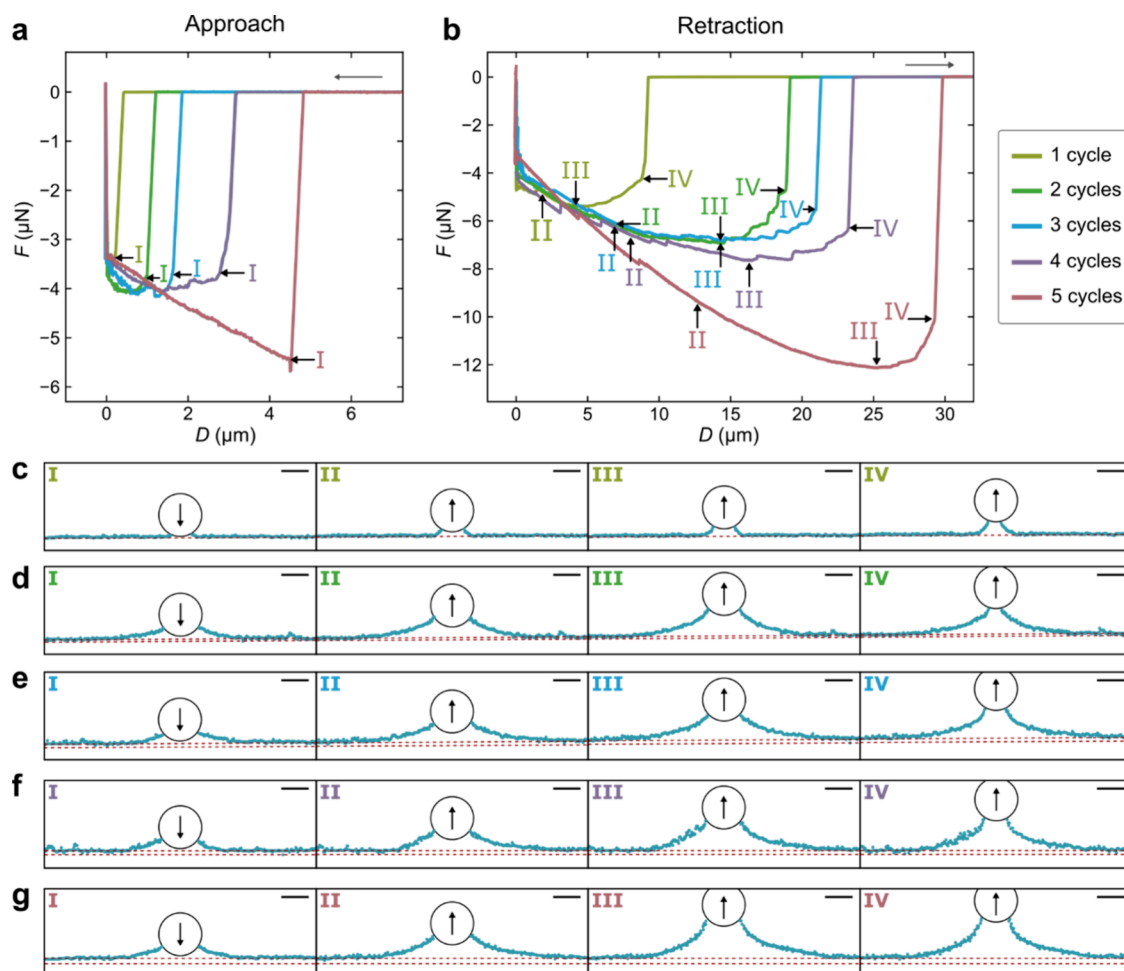 a
Approach
F (µN)
0
−1
−2
−3
−4
−5
−6
I
I
I
I
I
0
2
4
6
D (µm)
b
Retraction
F (µN)
0
−2
−4
−6
−8
−10
−12
III
IV
II
II
III
IV
II
III
IV
II
III
IV
II
III
IV
0
5
10
15
20
25
30
D (µm)
1 cycle
2 cycles
3 cycles
4 cycles
5 cycles
c
I
II
III
IV
d
I
II
III
IV
e
I
II
III
IV
f
I
II
III
IV
g
I
II
III
IV